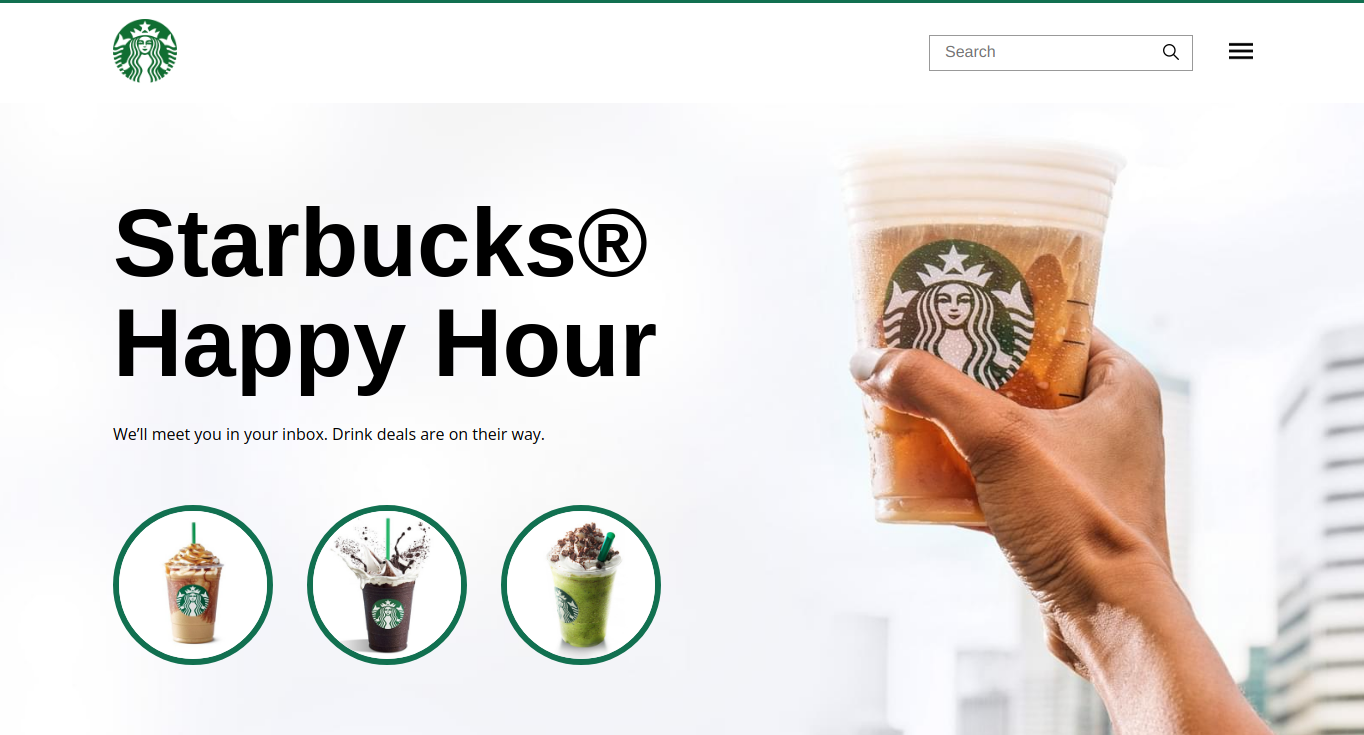 Search
Starbucks®
Happy Hour
We’ll meet you in your inbox. Drink deals are on their way.